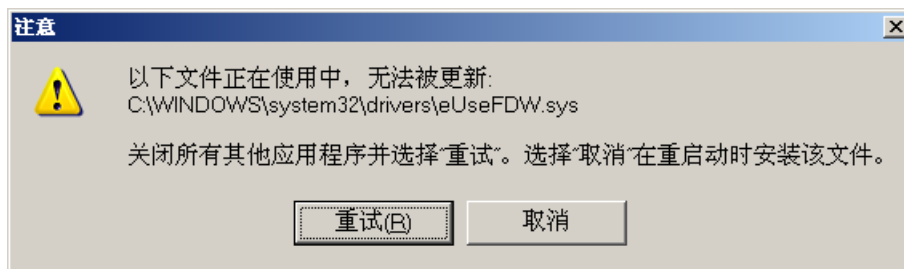 注意
以下文件正在使用中，无法被更新:
C:\WINDOWS\system32\drivers\eUseFDW.sys
关闭所有其他应用程序并选择“重试”。选择“取消”在重启动时安装该文件。
重试(R)
取消